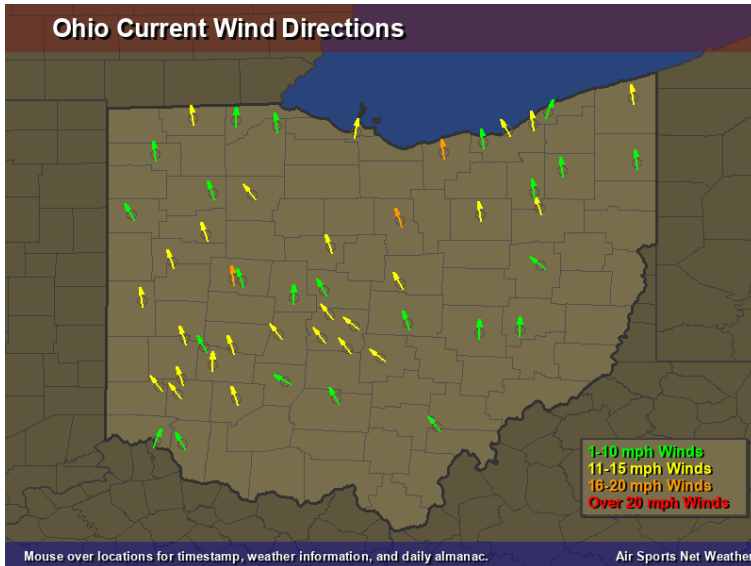 Ohio Current Wind Directions
1-10 mph Winds
11-15 mph Winds
16-20 mph Winds
Over 20 mph Winds
Mouse over locations for timestamp, weather information, and daily almanac.
Air Sports Net Weather